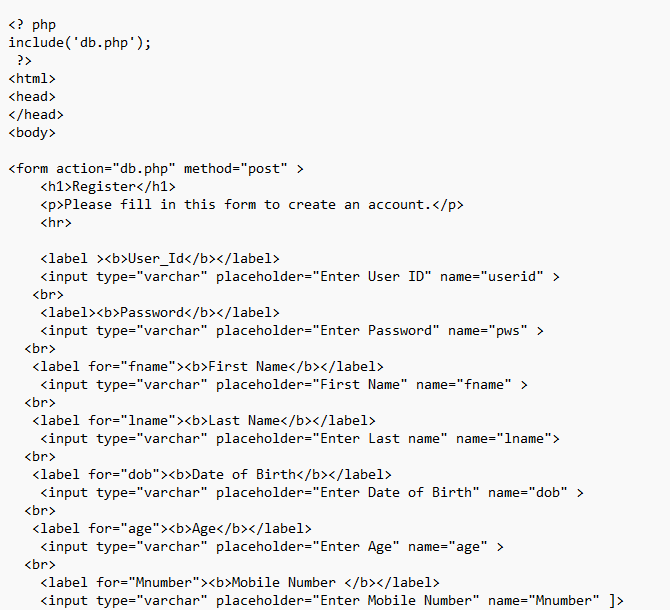 <? php
include('db.php');
?>
<html>
<head>
</head>
<body>
<form action="db.php" method="post" >
<h1>Register</h1>
<p>Please fill in this form to create an account.</p>
<hr>
<label ><b>User_Id</b></label>
<input type="varchar" placeholder="Enter User ID" name="userid" >
<br>
<label><b>Password</b></label>
<input type="varchar" placeholder="Enter Password" name="pws" >
<br>
<label for="fname"><b>First Name</b></label>
<input type="varchar" placeholder="First Name" name="fname" >
<br>
<label for="lname"><b>Last Name</b></label>
<input type="varchar" placeholder="Enter Last name" name="lname">
<br>
<label for="dob"><b>Date of Birth</b></label>
<input type="varchar" placeholder="Enter Date of Birth" name="dob" >
<br>
<label for="age"><b>Age</b></label>
<input type="varchar" placeholder="Enter Age" name="age" >
<br>
<label for="Mnumber"><b>Mobile Number </b></label>
<input type="varchar" placeholder="Enter Mobile Number" name="Mnumber" ]>